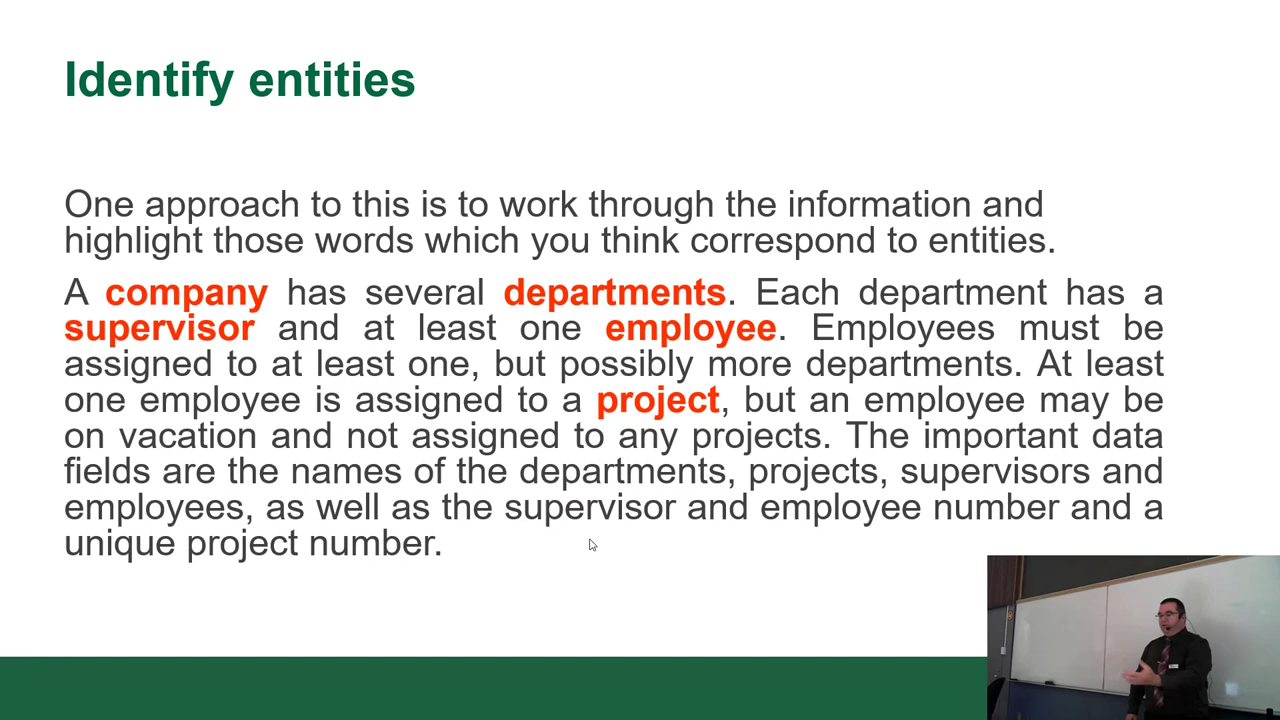 Identify entities
One approach to this is to work through the information and
highlight those words which you think correspond to entities.
A company has several departments. Each department has a
supervisor and at least one employee. Employees must be
assigned to at least one, but possibly more departments. At least
one employee is assigned to a project, but an employee may be
on vacation and not assigned to any projects. The important data
fields are the names of the departments, projects, supervisors and
employees, as well as the supervisor and employee number and a
unique project number.